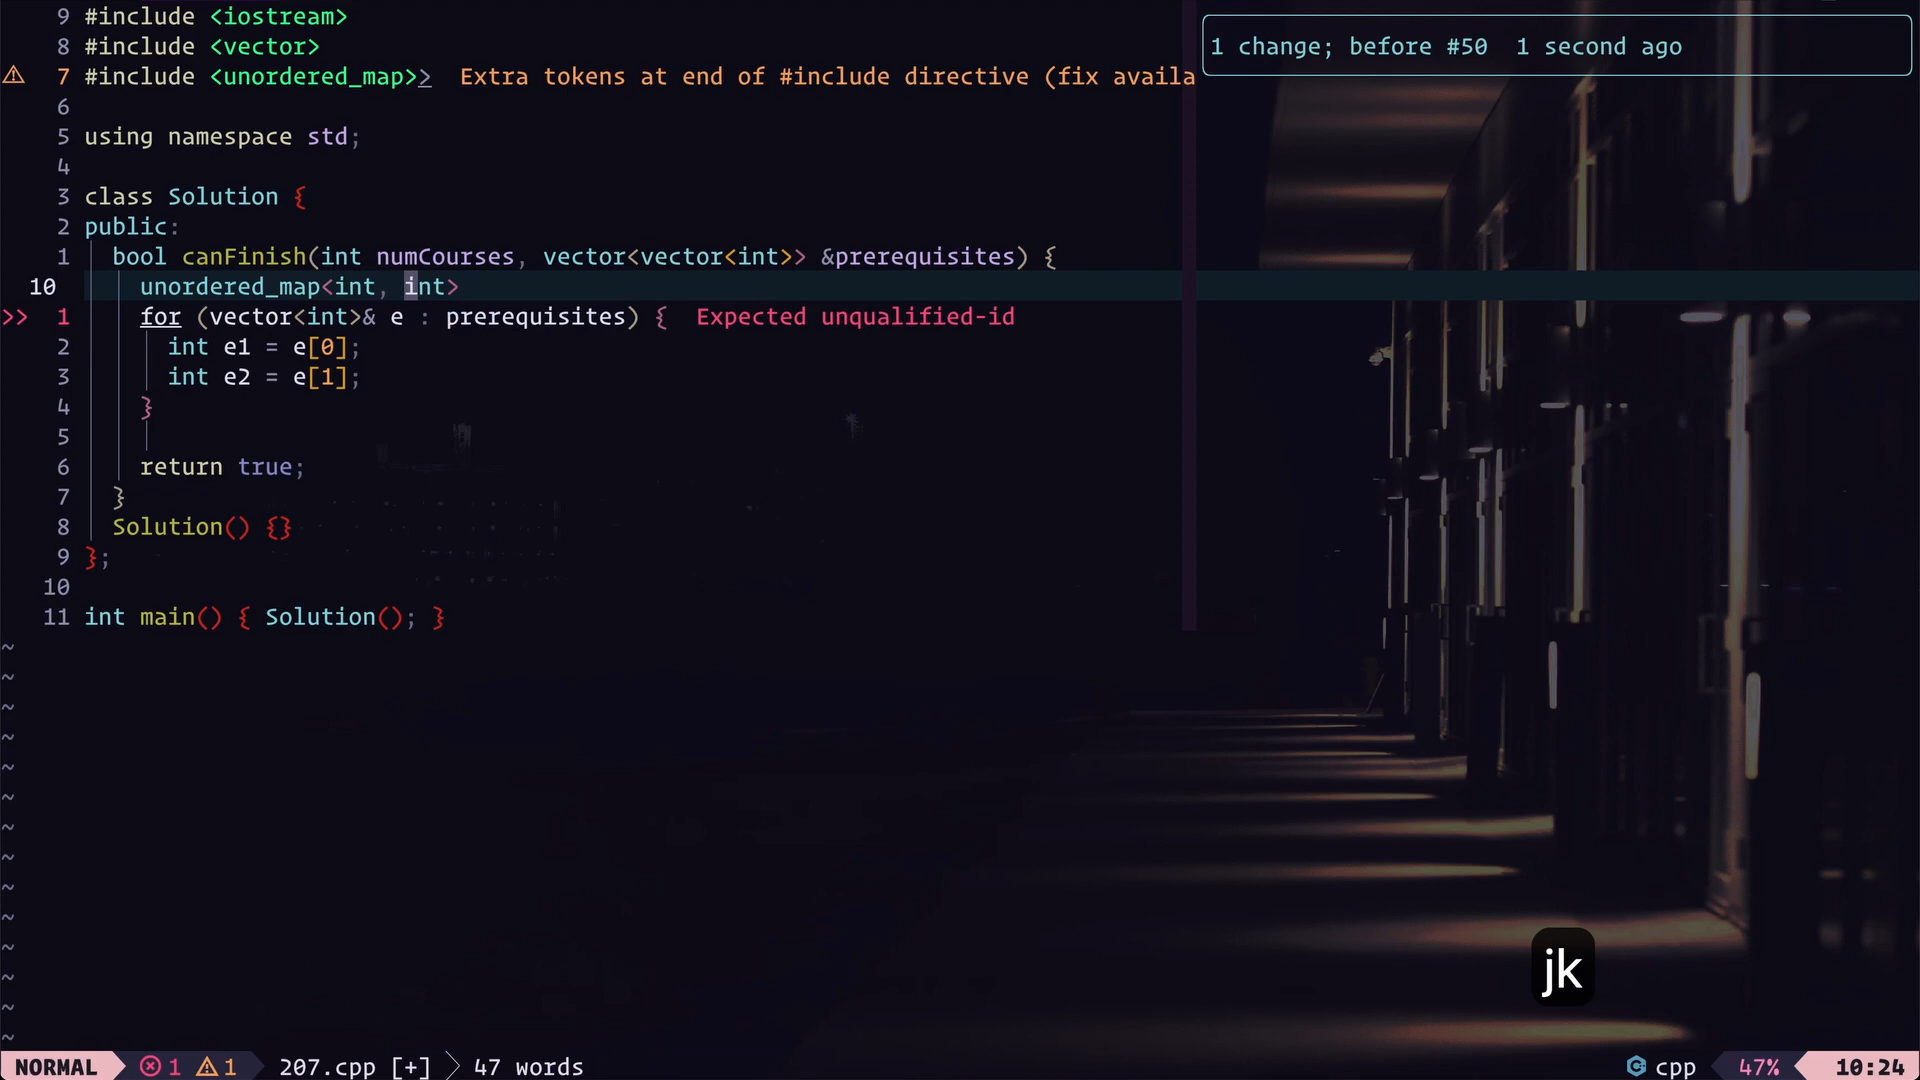 9 #include <iostream>
8 #include <vector>
⚠ 7 #include <unordered_map>> Extra tokens at end of #include directive (fix availa
1 change; before #50 1 second ago
6
5 using namespace std;
4
3 class Solution {
2 public:
1 bool canFinish(int numCourses, vector<vector<int>> &prerequisites) {
10 unordered_map<int, int>
>> 1 for (vector<int>& e : prerequisites) { Expected unqualified-id
2 int e1 = e[0];
3 int e2 = e[1];
4 }
5
6 return true;
7 }
8 Solution() {}
9 };
10
11 int main() { Solution(); }
~
~
~
~
~
~
~
~
~
~
~
~
~
~
jk
NORMAL ⓧ 1 ⚠ 1 207.cpp [+] 47 words cpp 47% 10:24